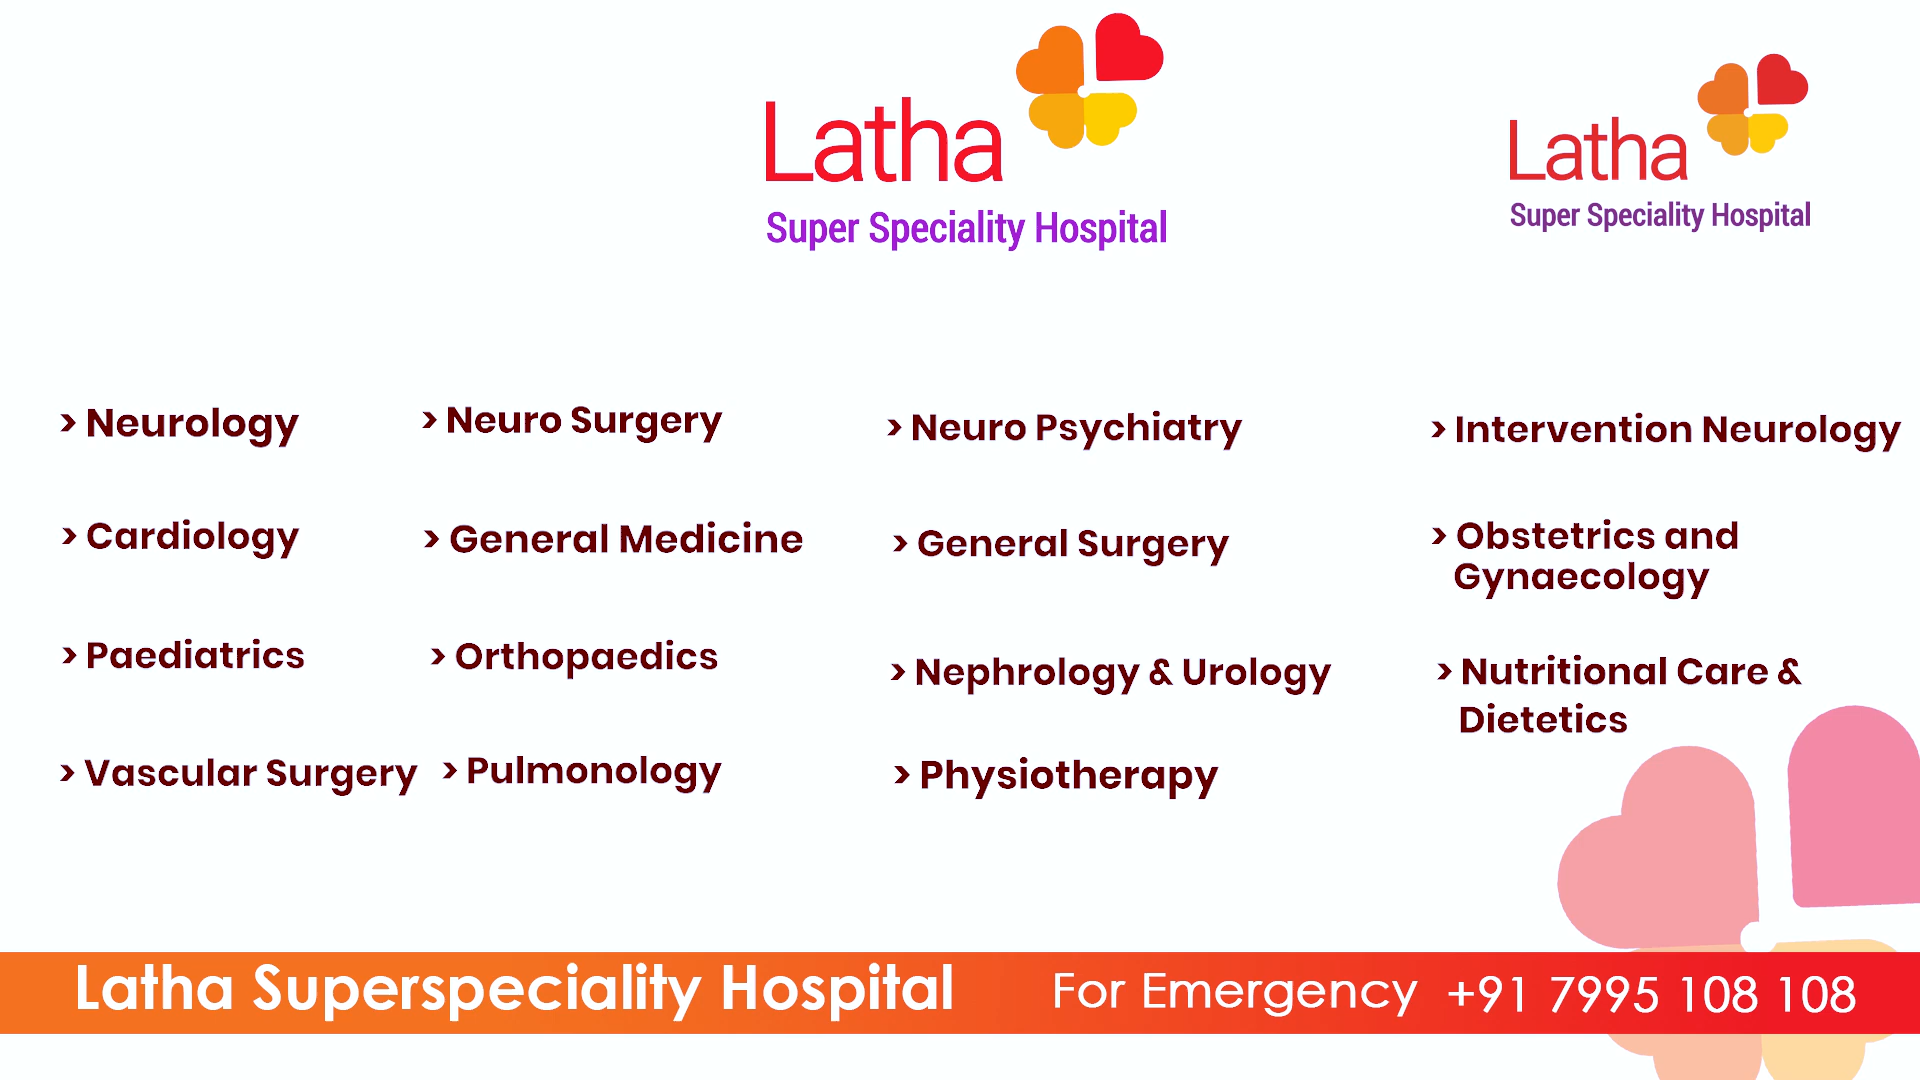 Latha
Super Speciality Hospital
Latha
Super Speciality Hospital
> Neurology
> Neuro Surgery
> Neuro Psychiatry
> Intervention Neurology
> Cardiology
> General Medicine
> General Surgery
> Obstetrics and
Gynaecology
> Paediatrics
> Orthopaedics
> Nephrology & Urology
> Nutritional Care &
Dietetics
> Vascular Surgery
> Pulmonology
> Physiotherapy
Latha Superspeciality Hospital
For Emergency +91 7995 108 108